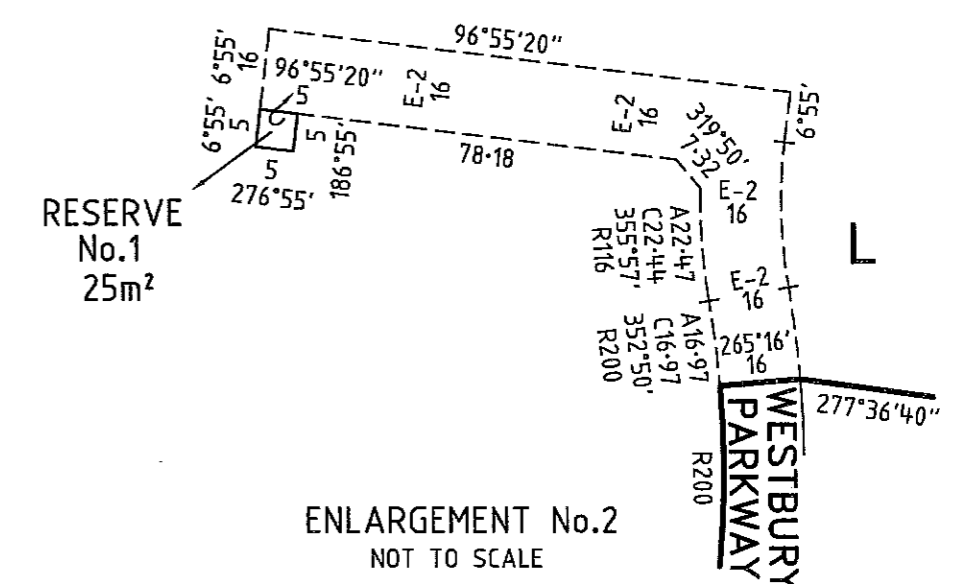 96°55'20"
6°55'
16
96°55'20"
5
E-2
16
E-2
16
6°55'
319°50'
7·32
6°55'
5
5
186°55'
78·18
5
276°55'
RESERVE
No.1
25m²
E-2
16
L
A22·47
C22·44
355°57'
R116
E-2
16
A16·97
C16·97
352°50'
R200
265°16'
16
277°36'40"
WESTBURY
PARKWAY
R200
ENLARGEMENT No.2
NOT TO SCALE